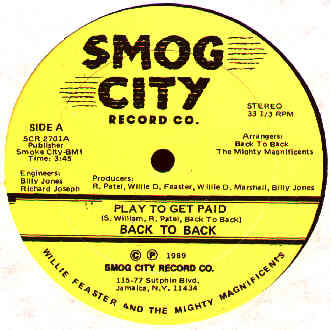 SMOG
CITY
RECORD CO.
STEREO
33 1/3 RPM
SIDE A
SCR 2701A
Publisher
Smoke City-BM1
Time: 3:45
Arrangers:
Back To Back
The Mighty Magnificents
Engineers:
Billy Jones
Richard Joseph
Producers:
R. Patel, Willie D. Feaster, Willie D. Marshall, Billy Jones
PLAY TO GET PAID
(S. William, R. Patel, Back To Back)
BACK TO BACK
© ℗ 1989
SMOG CITY RECORD CO.
115-77 Sutphin Blvd,
Jamaica, N.Y. 11434
WILLIE FEASTER AND THE MIGHTY MAGNIFICENTS